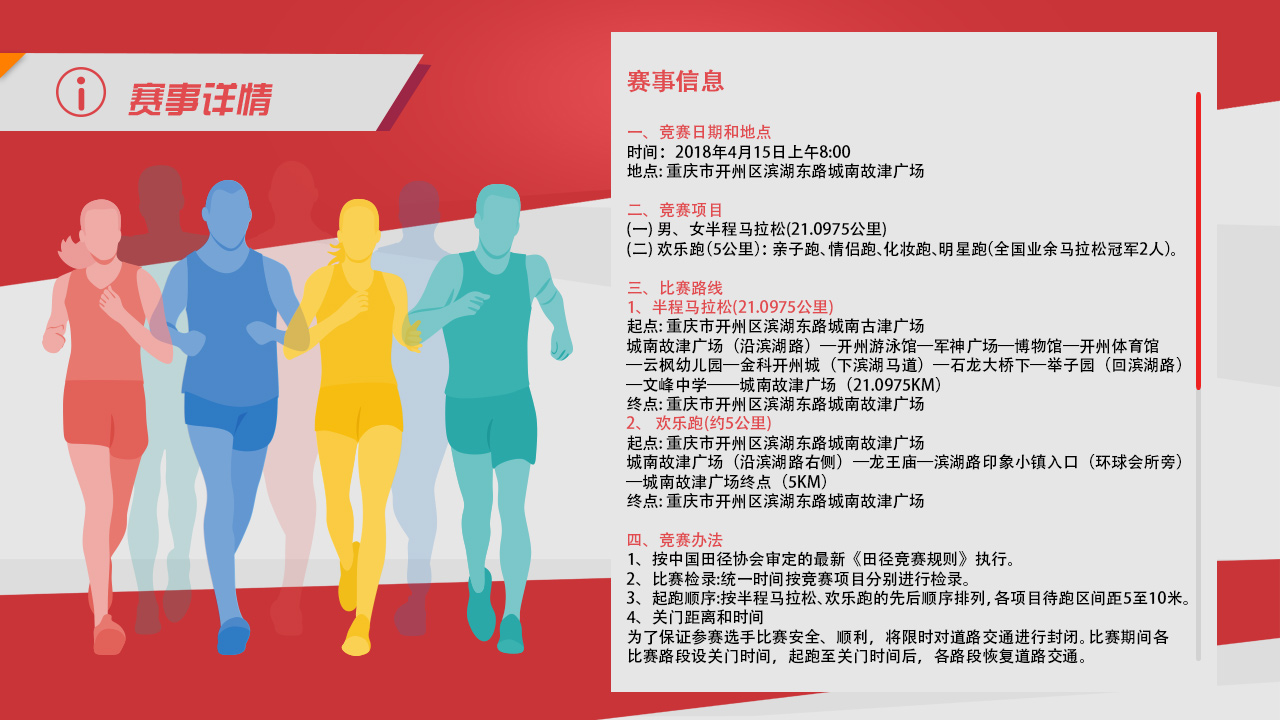 赛事详情
赛事信息
一、竞赛日期和地点
时间：2018年4月15日上午8:00
地点: 重庆市开州区滨湖东路城南故津广场
二、竞赛项目
(一) 男、女半程马拉松(21.0975公里)
(二) 欢乐跑(5公里)：亲子跑、情侣跑、化妆跑、明星跑(全国业余马拉松冠军2人)。
三、比赛路线
1、半程马拉松(21.0975公里)
起点: 重庆市开州区滨湖东路城南古津广场
城南故津广场（沿滨湖路）—开州游泳馆—军神广场—博物馆—开州体育馆
—云枫幼儿园—金科开州城（下滨湖马道）—石龙大桥下—举子园（回滨湖路）
—文峰中学——城南故津广场（21.0975KM）
终点: 重庆市开州区滨湖东路城南故津广场
2、 欢乐跑(约5公里)
起点: 重庆市开州区滨湖东路城南故津广场
城南故津广场（沿滨湖路右侧）—龙王庙—滨湖路印象小镇入口（环球会所旁）
—城南故津广场终点（5KM）
终点: 重庆市开州区滨湖东路城南故津广场
四、竞赛办法
1、按中国田径协会审定的最新《田径竞赛规则》执行。
2、比赛检录:统一时间按竞赛项目分别进行检录。
3、起跑顺序:按半程马拉松、欢乐跑的先后顺序排列, 各项目待跑区间距5至10米。
4、关门距离和时间
为了保证参赛选手比赛安全、顺利，将限时对道路交通进行封闭。比赛期间各
比赛路段设关门时间，起跑至关门时间后，各路段恢复道路交通。